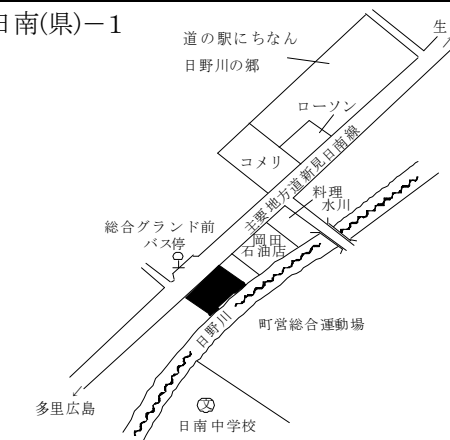 日南(県)－1
道の駅にちなん
日野川の郷
生
ローソン
コメリ
主要地方道新見日南線
料理
水川
総合グランド前
バス停
岡田
石油店
日野川
町営総合運動場
多里広島
文
日南中学校